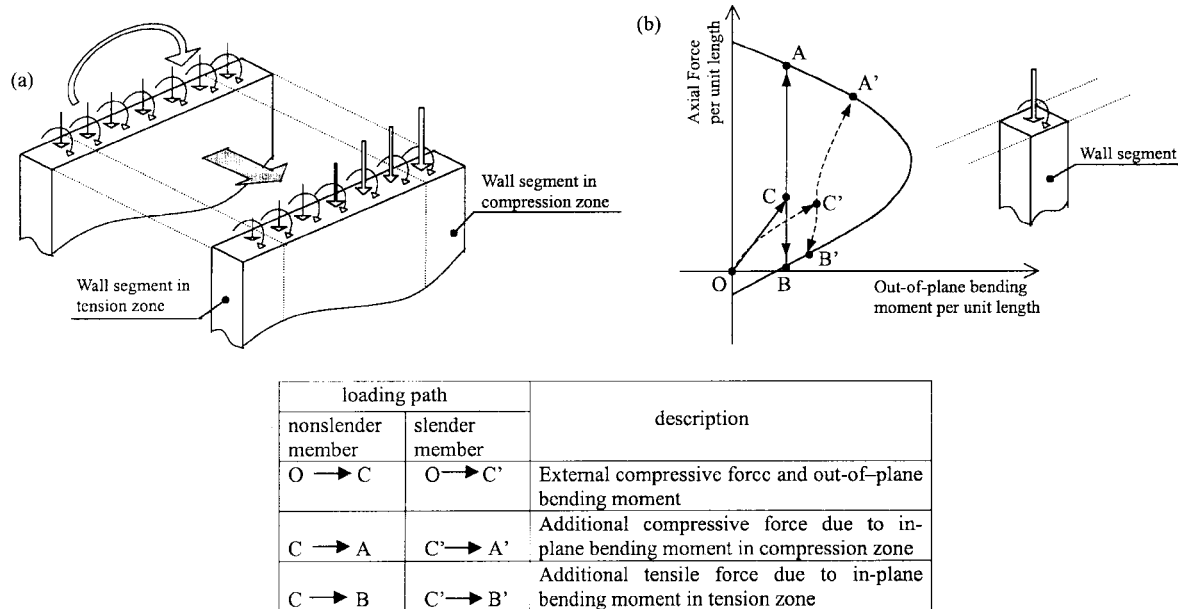 (a)
Wall segment in
compression zone
Wall segment in
tension zone
(b)
Axial Force
per unit length
A
A'
C
C'
B'
O
B
Out-of-plane bending
moment per unit length
Wall segment
loading path
description
nonslender
member
slender
member
O → C
O → C'
External compressive force and out-of–plane
bending moment
C → A
C' → A'
Additional compressive force due to in-
plane bending moment in compression zone
C → B
C' → B'
Additional tensile force due to in-plane
bending moment in tension zone